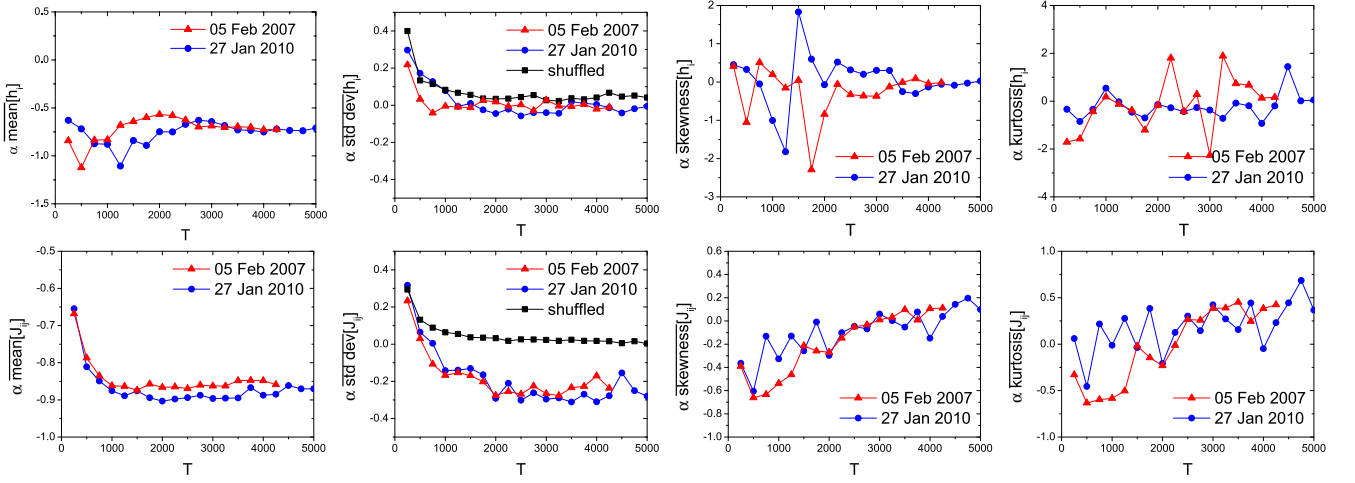 α mean[h_i]
0.5
0.0
-0.5
-1.0
-1.5
05 Feb 2007
27 Jan 2010
0 1000 2000 3000 4000 5000
T
α std dev[h_i]
0.4
0.2
0.0
-0.2
-0.4
05 Feb 2007
27 Jan 2010
shuffled
0 1000 2000 3000 4000 5000
T
α skewness[h_i]
2
1
0
-1
-2
-3
05 Feb 2007
27 Jan 2010
0 1000 2000 3000 4000 5000
T
α kurtosis[h_i]
4
2
0
-2
-4
05 Feb 2007
27 Jan 2010
0 1000 2000 3000 4000 5000
T
α mean[J_ij]
-0.5
-0.6
-0.7
-0.8
-0.9
-1.0
05 Feb 2007
27 Jan 2010
0 1000 2000 3000 4000 5000
T
α std dev[J_ij]
0.4
0.2
0.0
-0.2
-0.4
05 Feb 2007
27 Jan 2010
shuffled
0 1000 2000 3000 4000 5000
T
α skewness[J_ij]
0.6
0.4
0.2
0.0
-0.2
-0.4
-0.6
-0.8
-1.0
05 Feb 2007
27 Jan 2010
0 1000 2000 3000 4000 5000
T
α kurtosis[J_ij]
1.0
0.5
0.0
-0.5
-1.0
05 Feb 2007
27 Jan 2010
0 1000 2000 3000 4000 5000
T